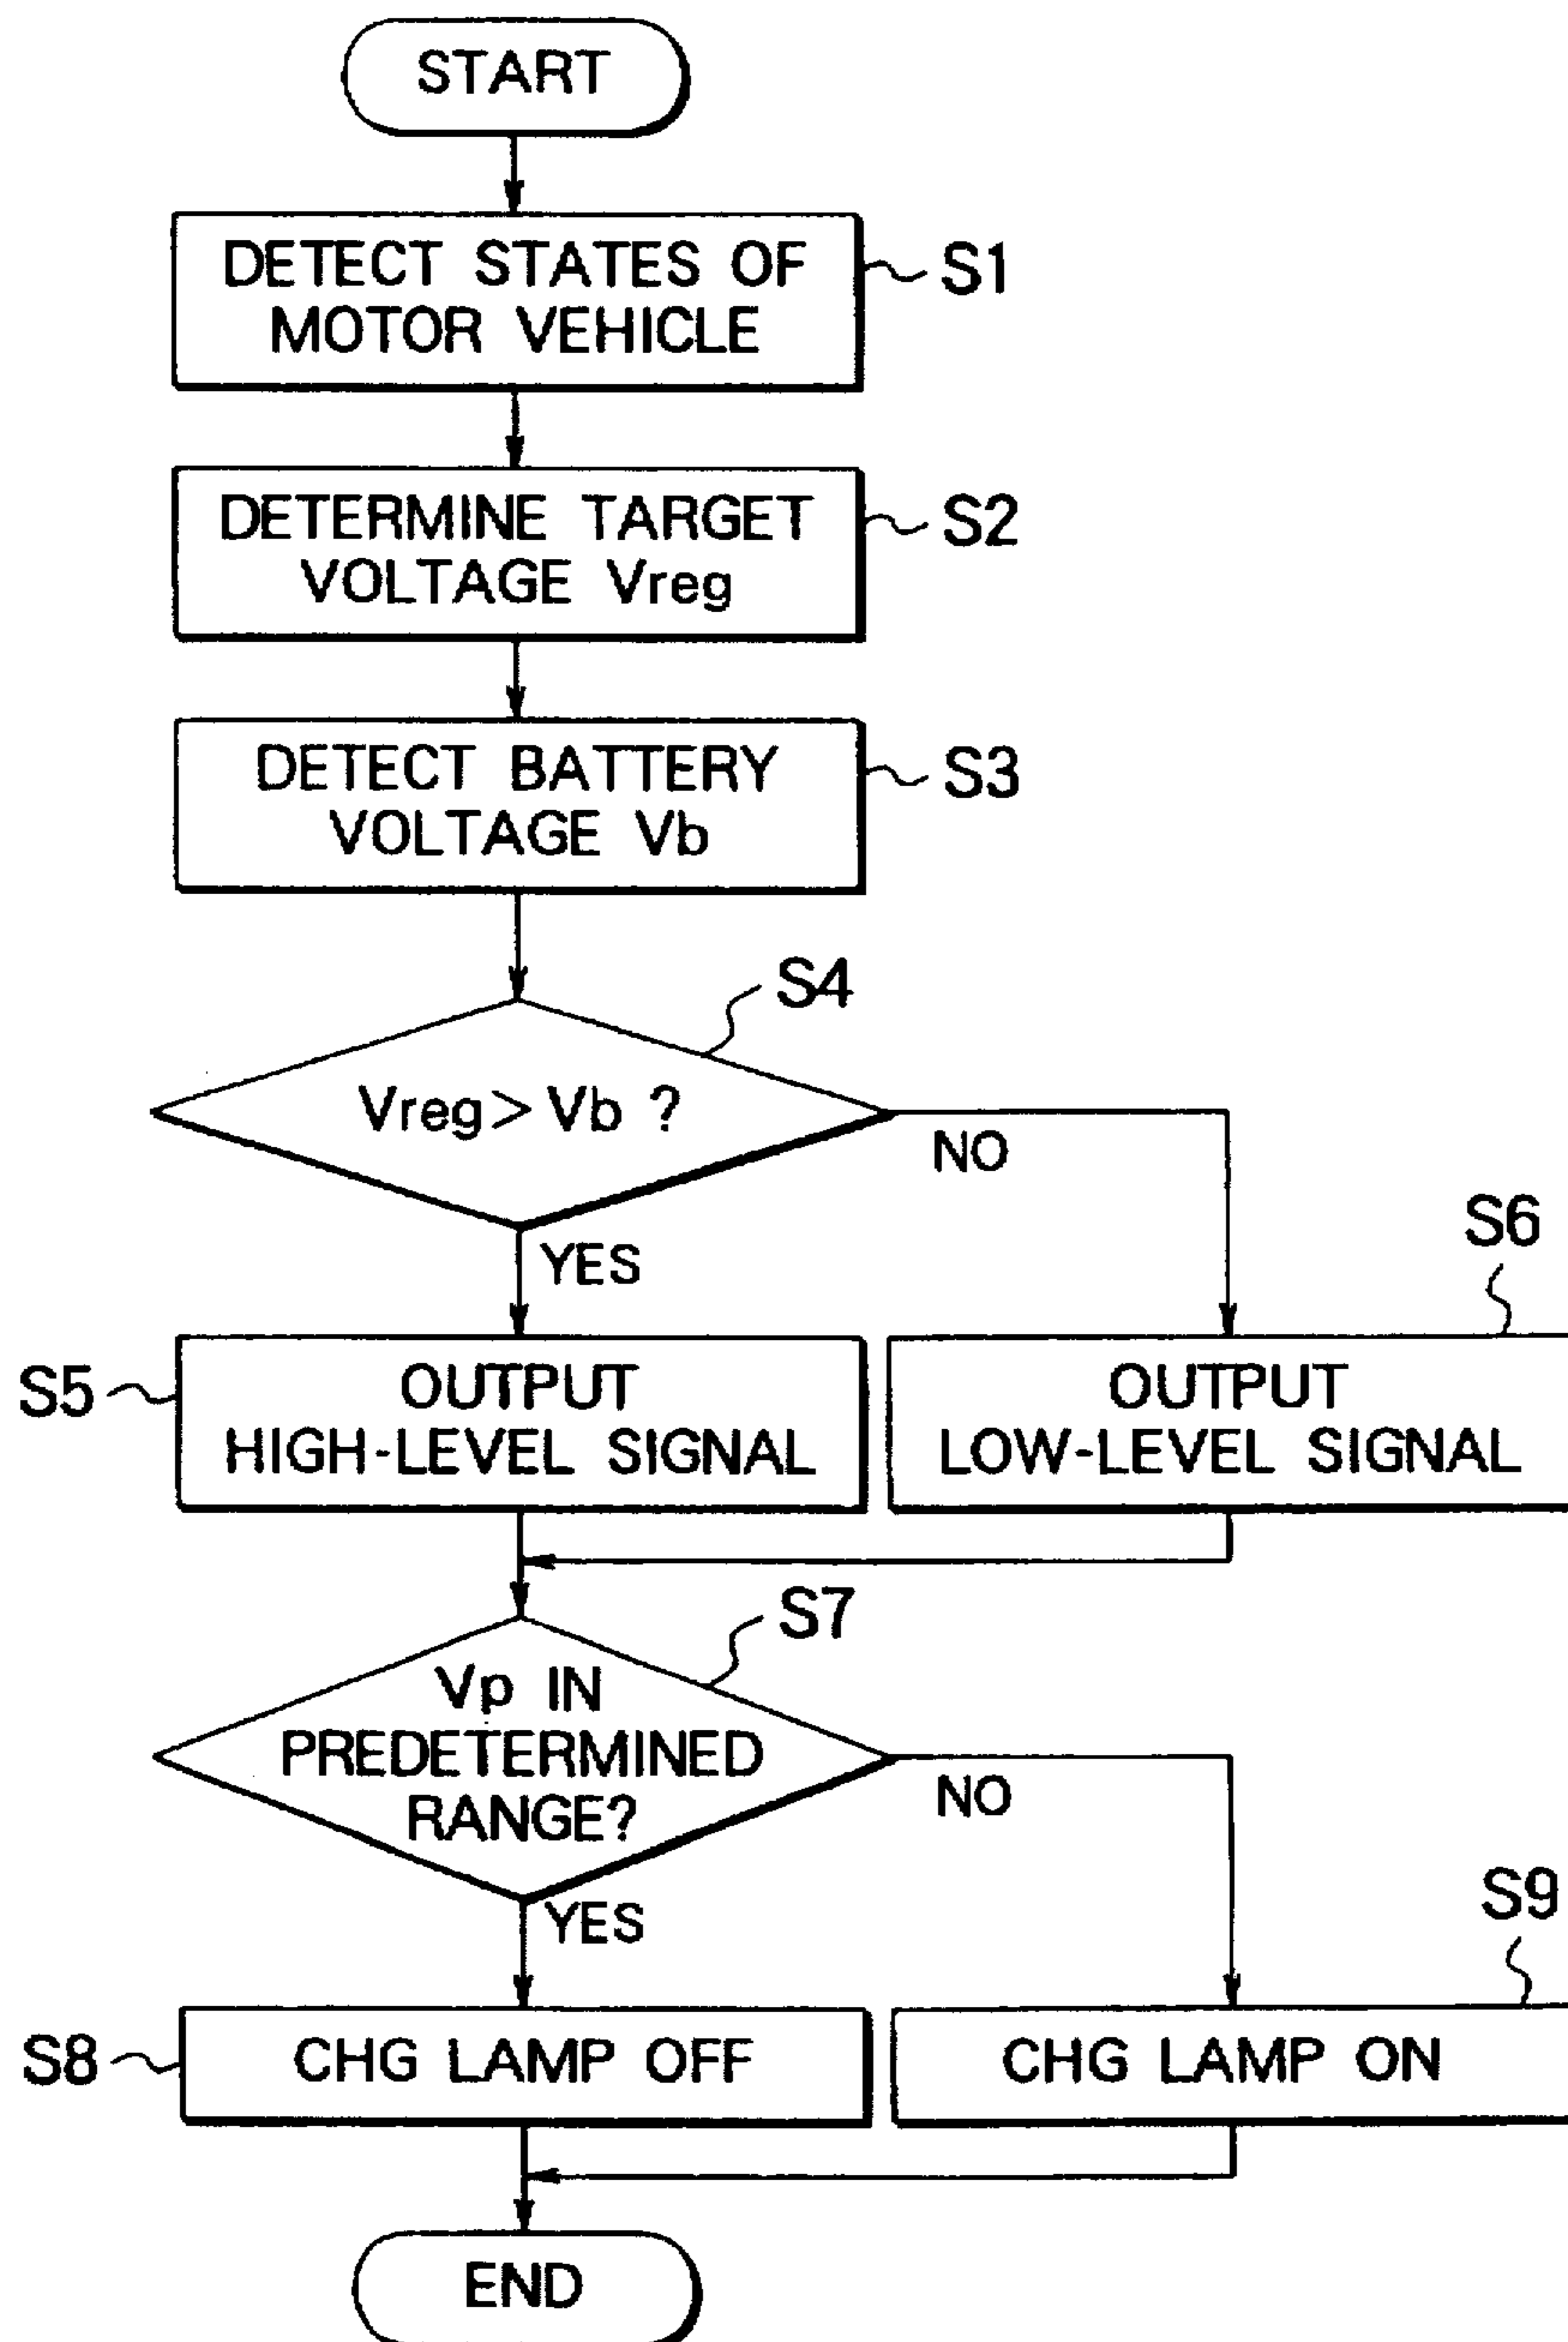 START
DETECT STATES OF
MOTOR VEHICLE
S1
DETERMINE TARGET
VOLTAGE Vreg
S2
DETECT BATTERY
VOLTAGE Vb
S3
S4
Vreg > Vb ?
NO
YES
S6
S5
OUTPUT
HIGH-LEVEL SIGNAL
OUTPUT
LOW-LEVEL SIGNAL
S7
Vp IN
PREDETERMINED
RANGE?
NO
YES
S9
S8
CHG LAMP OFF
CHG LAMP ON
END